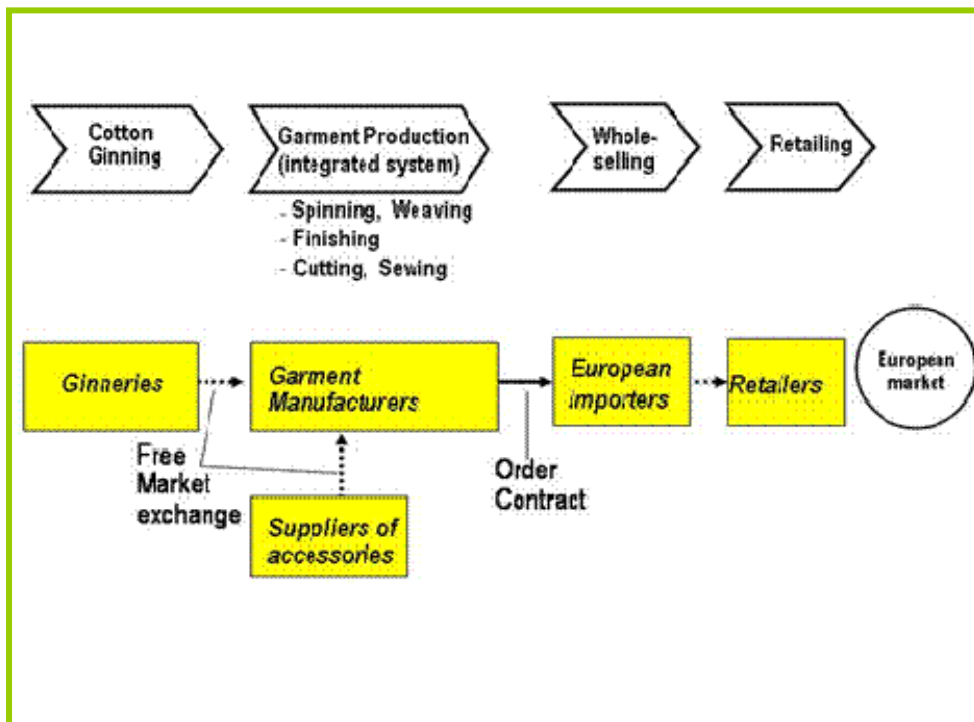 Cotton
Ginning
Garment Production
(integrated system)
- Spinning, Weaving
- Finishing
- Cutting, Sewing
Whole-
selling
Retailing
Ginneries
Garment
Manufacturers
European
importers
Retailers
European
market
Free
Market
exchange
Order
Contract
Suppliers of
accessories